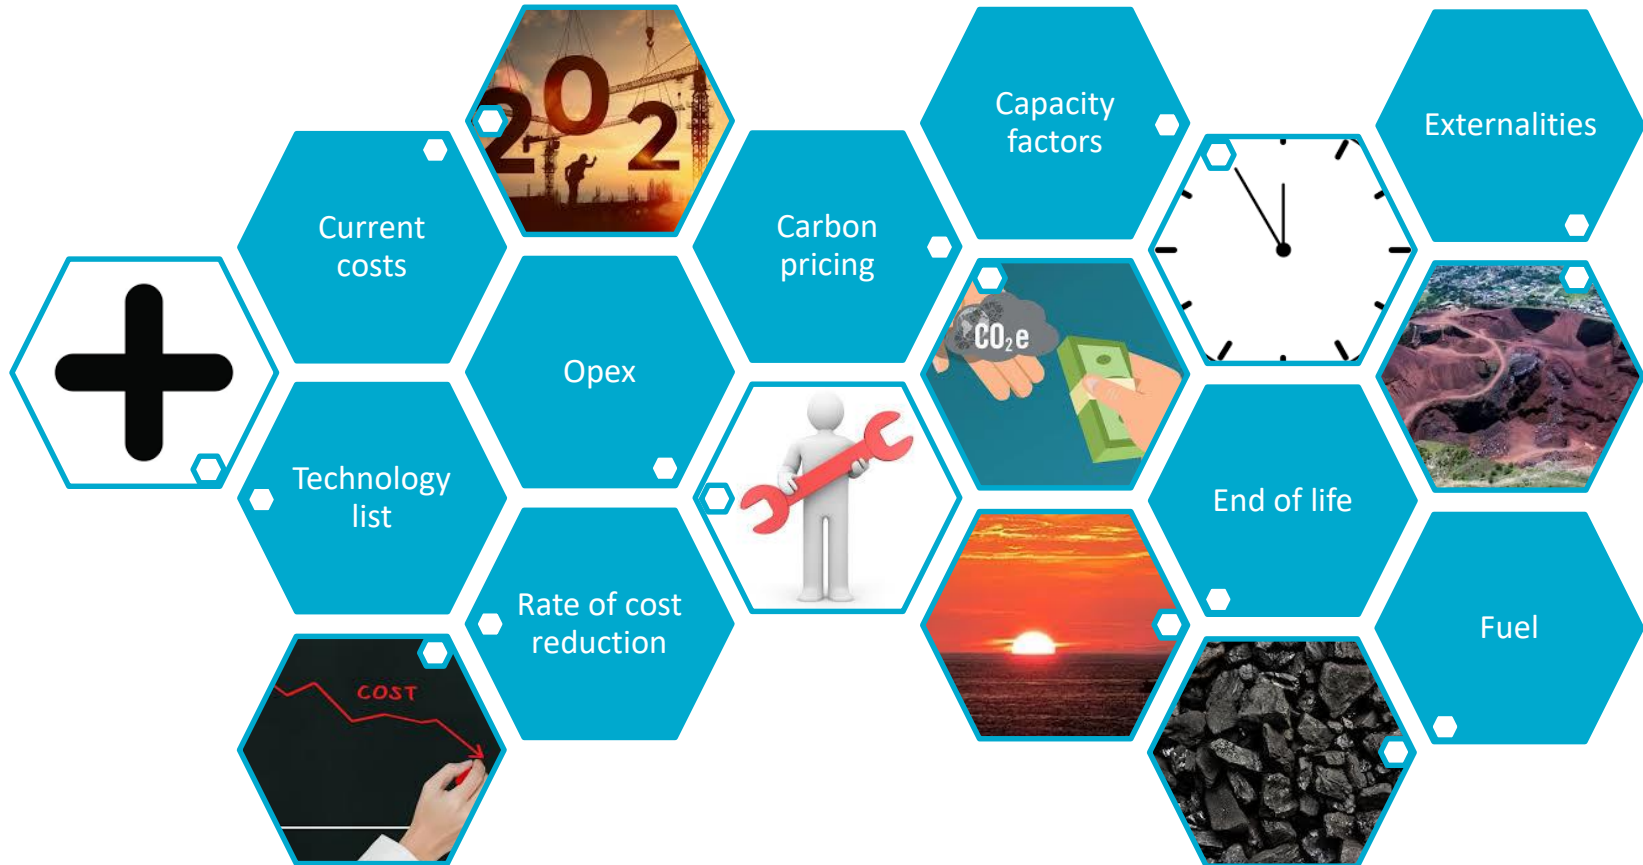 202
Current
costs
Technology
list
COST
Opex
Rate of cost
reduction
Carbon
pricing
Capacity
factors
CO₂e
End of life
Externalities
Fuel